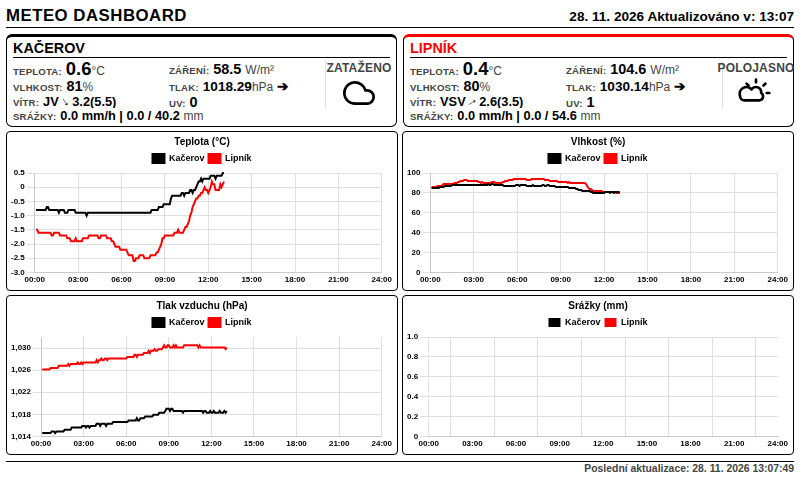 METEO DASHBOARD
28. 11. 2026 Aktualizováno v: 13:07
KAČEROV
TEPLOTA: 0.6°C
ZÁŘENÍ: 58.5 W/m²
ZATAŽENO
VLHKOST: 81%
TLAK: 1018.29hPa ➔
VÍTR: JV → 3.2(5.5)
UV: 0
SRÁŽKY: 0.0 mm/h | 0.0 / 40.2 mm
LIPNÍK
TEPLOTA: 0.4°C
ZÁŘENÍ: 104.6 W/m²
POLOJASNO
VLHKOST: 80%
TLAK: 1030.14hPa ➔
VÍTR: VSV → 2.6(3.5)
UV: 1
SRÁŽKY: 0.0 mm/h | 0.0 / 54.6 mm
Teplota (°C)
Kačerov Lipník
0.5
0
-0.5
-1.0
-1.5
-2.0
-2.5
-3.0
00:00 03:00 06:00 09:00 12:00 15:00 18:00 21:00 24:00
Vlhkost (%)
Kačerov Lipník
100
80
60
40
20
0
00:00 03:00 06:00 09:00 12:00 15:00 18:00 21:00 24:00
Tlak vzduchu (hPa)
Kačerov Lipník
1,030
1,026
1,022
1,018
1,014
00:00 03:00 06:00 09:00 12:00 15:00 18:00 21:00 24:00
Srážky (mm)
Kačerov Lipník
1.0
0.8
0.6
0.4
0.2
0
00:00 03:00 06:00 09:00 12:00 15:00 18:00 21:00 24:00
Poslední aktualizace: 28. 11. 2026 13:07:49